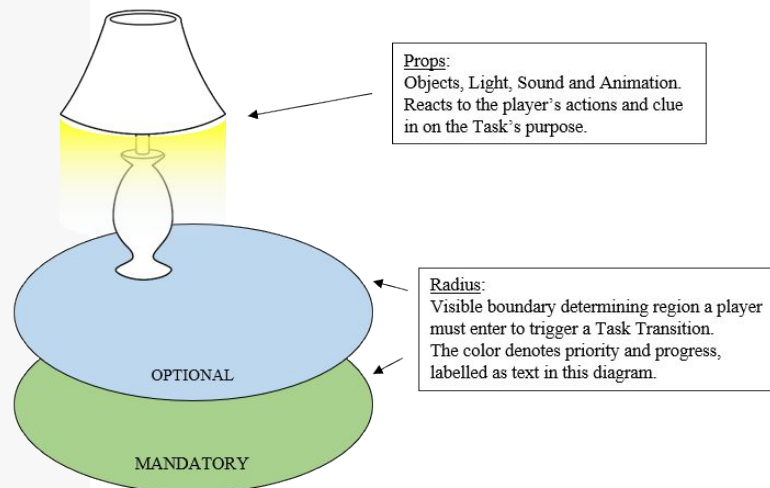 Props:
Objects, Light, Sound and Animation.
Reacts to the player’s actions and clue
in on the Task’s purpose.
Radius:
Visible boundary determining region a player
must enter to trigger a Task Transition.
The color denotes priority and progress,
labelled as text in this diagram.
OPTIONAL
MANDATORY